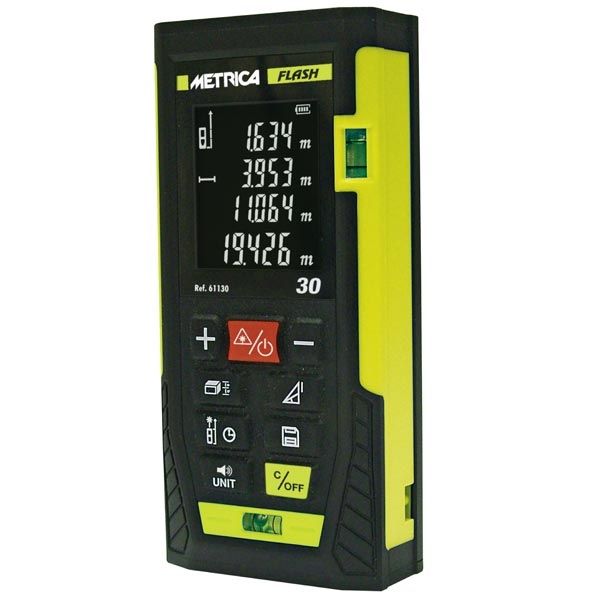 METRICA FLASH
1.634 m
3.953 m
11.064 m
19.426 m
Ref. 61130 30
+ / −
UNIT C/OFF